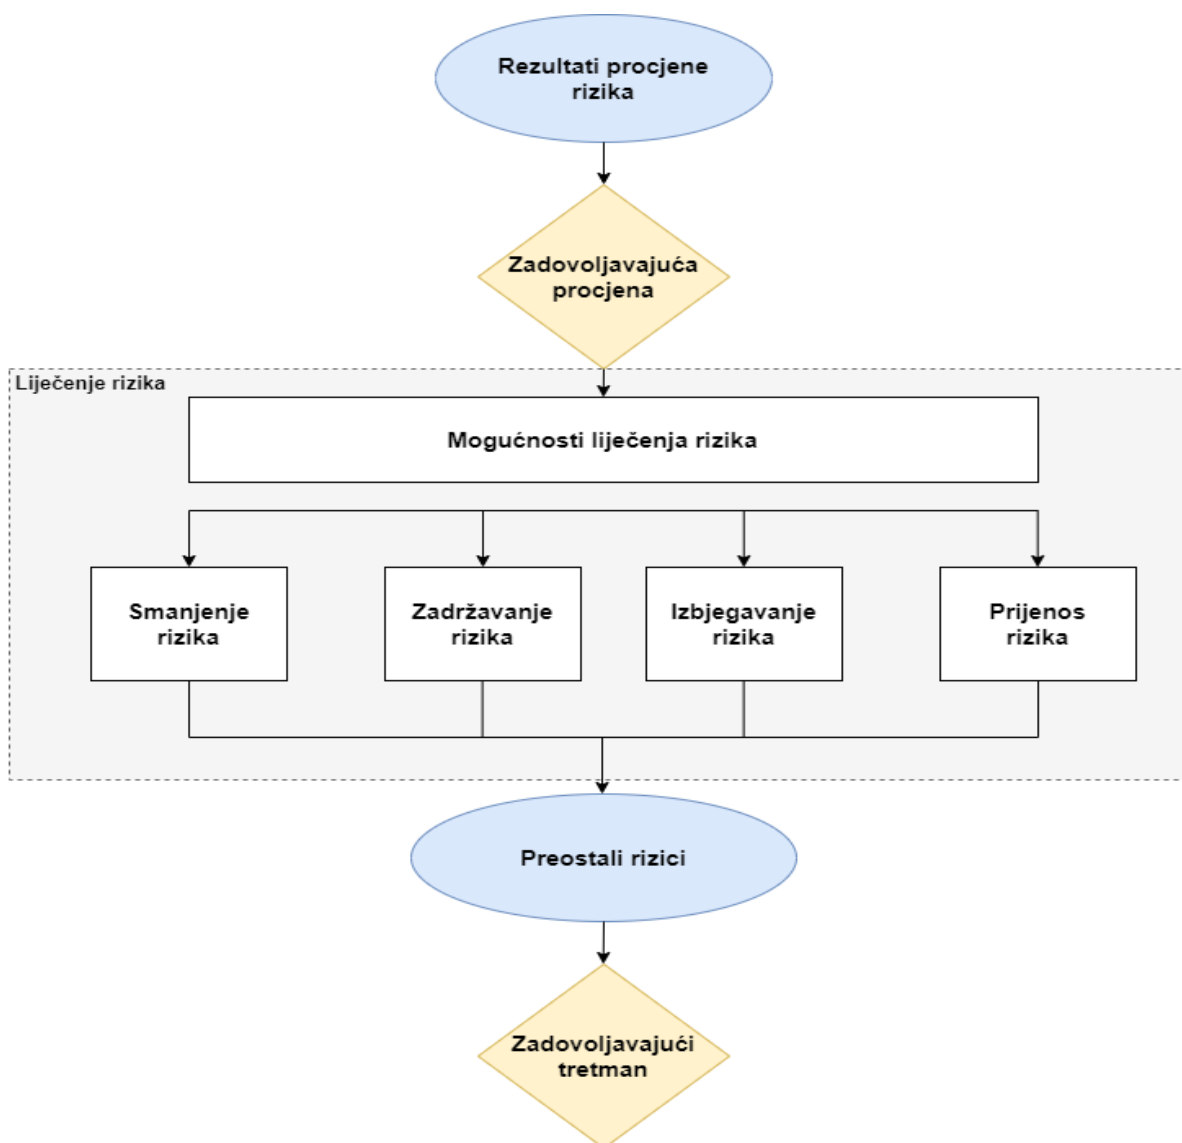 Rezultati procjene
rizika
Zadovoljavajuća
procjena
Liječenje rizika
Mogućnosti liječenja rizika
Smanjenje
rizika
Zadržavanje
rizika
Izbjegavanje
rizika
Prijenos
rizika
Preostali rizici
Zadovoljavajući
tretman